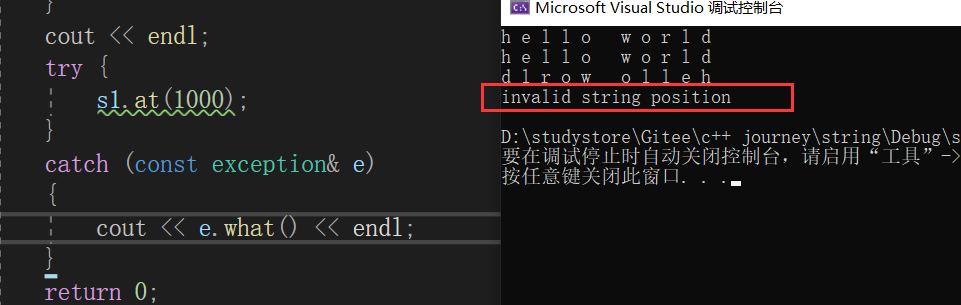 }
cout << endl;
try {
s1.at(1000);
}
catch (const exception& e)
{
cout << e.what() << endl;
}
return 0;
Microsoft Visual Studio 调试控制台
h e l l o   w o r l d
h e l l o   w o r l d
d l r o w   o l l e h
invalid string position
D:\studystore\Gitee\c++ journey\string\Debug\s
要在调试停止时自动关闭控制台，请启用“工具”->
按任意键关闭此窗口. . .